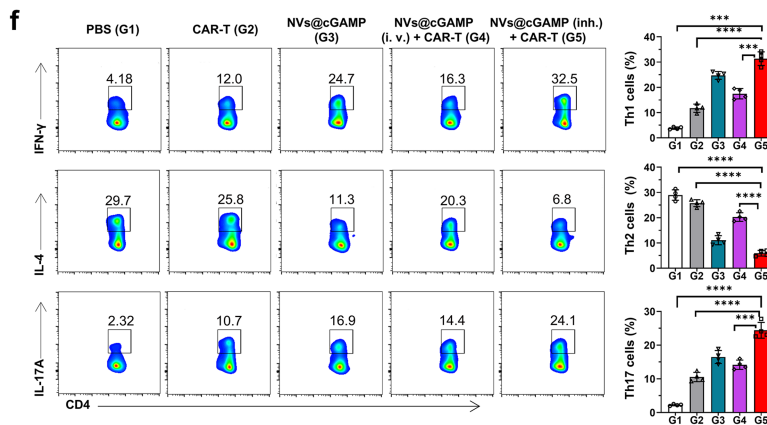 f
PBS (G1)
CAR-T (G2)
NVs@cGAMP
(G3)
NVs@cGAMP
(i. v.) + CAR-T (G4)
NVs@cGAMP (inh.)
+ CAR-T (G5)
IFN-γ
4.18
12.0
24.7
16.3
32.5
IL-4
29.7
25.8
11.3
20.3
6.8
IL-17A
2.32
10.7
16.9
14.4
24.1
CD4
Th1 cells (%)
40
30
20
10
0
***
****
***
G1 G2 G3 G4 G5
Th2 cells (%)
40
30
20
10
0
****
****
****
G1 G2 G3 G4 G5
Th17 cells (%)
30
20
10
0
****
****
***
G1 G2 G3 G4 G5